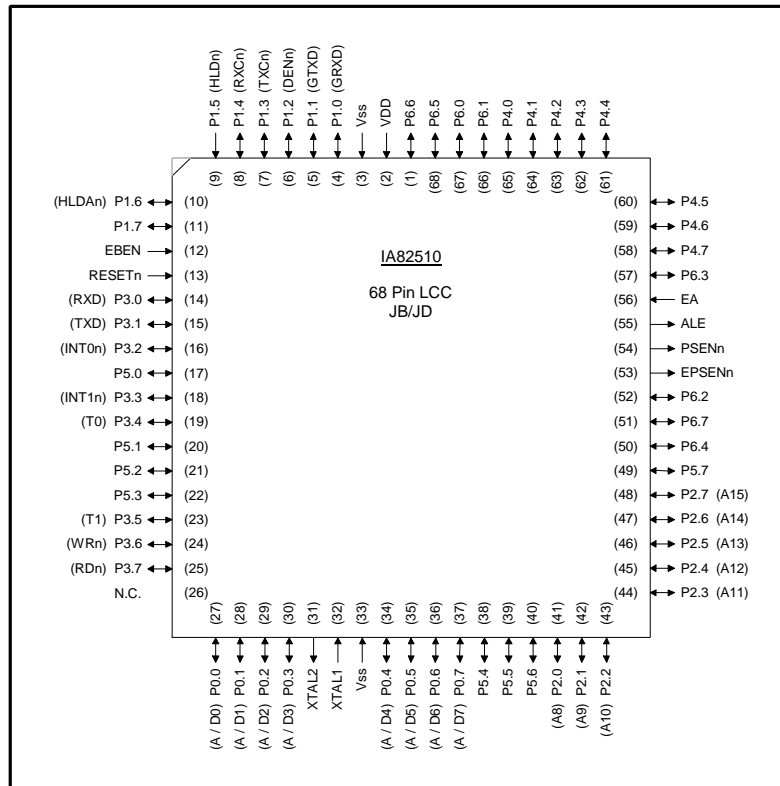 P1.5 (HLDn)
P1.4 (RXCn)
P1.3 (TXCn)
P1.2 (DENn)
P1.1 (GTXD)
P1.0 (GRXD)
Vss
VDD
P6.6
P6.5
P6.0
P6.1
P4.0
P4.1
P4.2
P4.3
P4.4
(9) (8) (7) (6) (5) (4) (3) (2) (1) (68) (67) (66) (65) (64) (63) (62) (61)
(HLDAn) P1.6 (10)
P1.7 (11)
EBEN (12)
RESETn (13)
(RXD) P3.0 (14)
(TXD) P3.1 (15)
(INT0n) P3.2 (16)
P5.0 (17)
(INT1n) P3.3 (18)
(T0) P3.4 (19)
P5.1 (20)
P5.2 (21)
P5.3 (22)
(T1) P3.5 (23)
(WRn) P3.6 (24)
(RDn) P3.7 (25)
N.C. (26)
IA82510
68 Pin LCC
JB/JD
(60) P4.5
(59) P4.6
(58) P4.7
(57) P6.3
(56) EA
(55) ALE
(54) PSENn
(53) EPSENn
(52) P6.2
(51) P6.7
(50) P6.4
(49) P5.7
(48) P2.7 (A15)
(47) P2.6 (A14)
(46) P2.5 (A13)
(45) P2.4 (A12)
(44) P2.3 (A11)
(27) (28) (29) (30) (31) (32) (33) (34) (35) (36) (37) (38) (39) (40) (41) (42) (43)
(A / D0) P0.0
(A / D1) P0.1
(A / D2) P0.2
(A / D3) P0.3
XTAL2
XTAL1
Vss
(A / D4) P0.4
(A / D5) P0.5
(A / D6) P0.6
(A / D7) P0.7
P5.4
P5.5
P5.6
(A8) P2.0
(A9) P2.1
(A10) P2.2